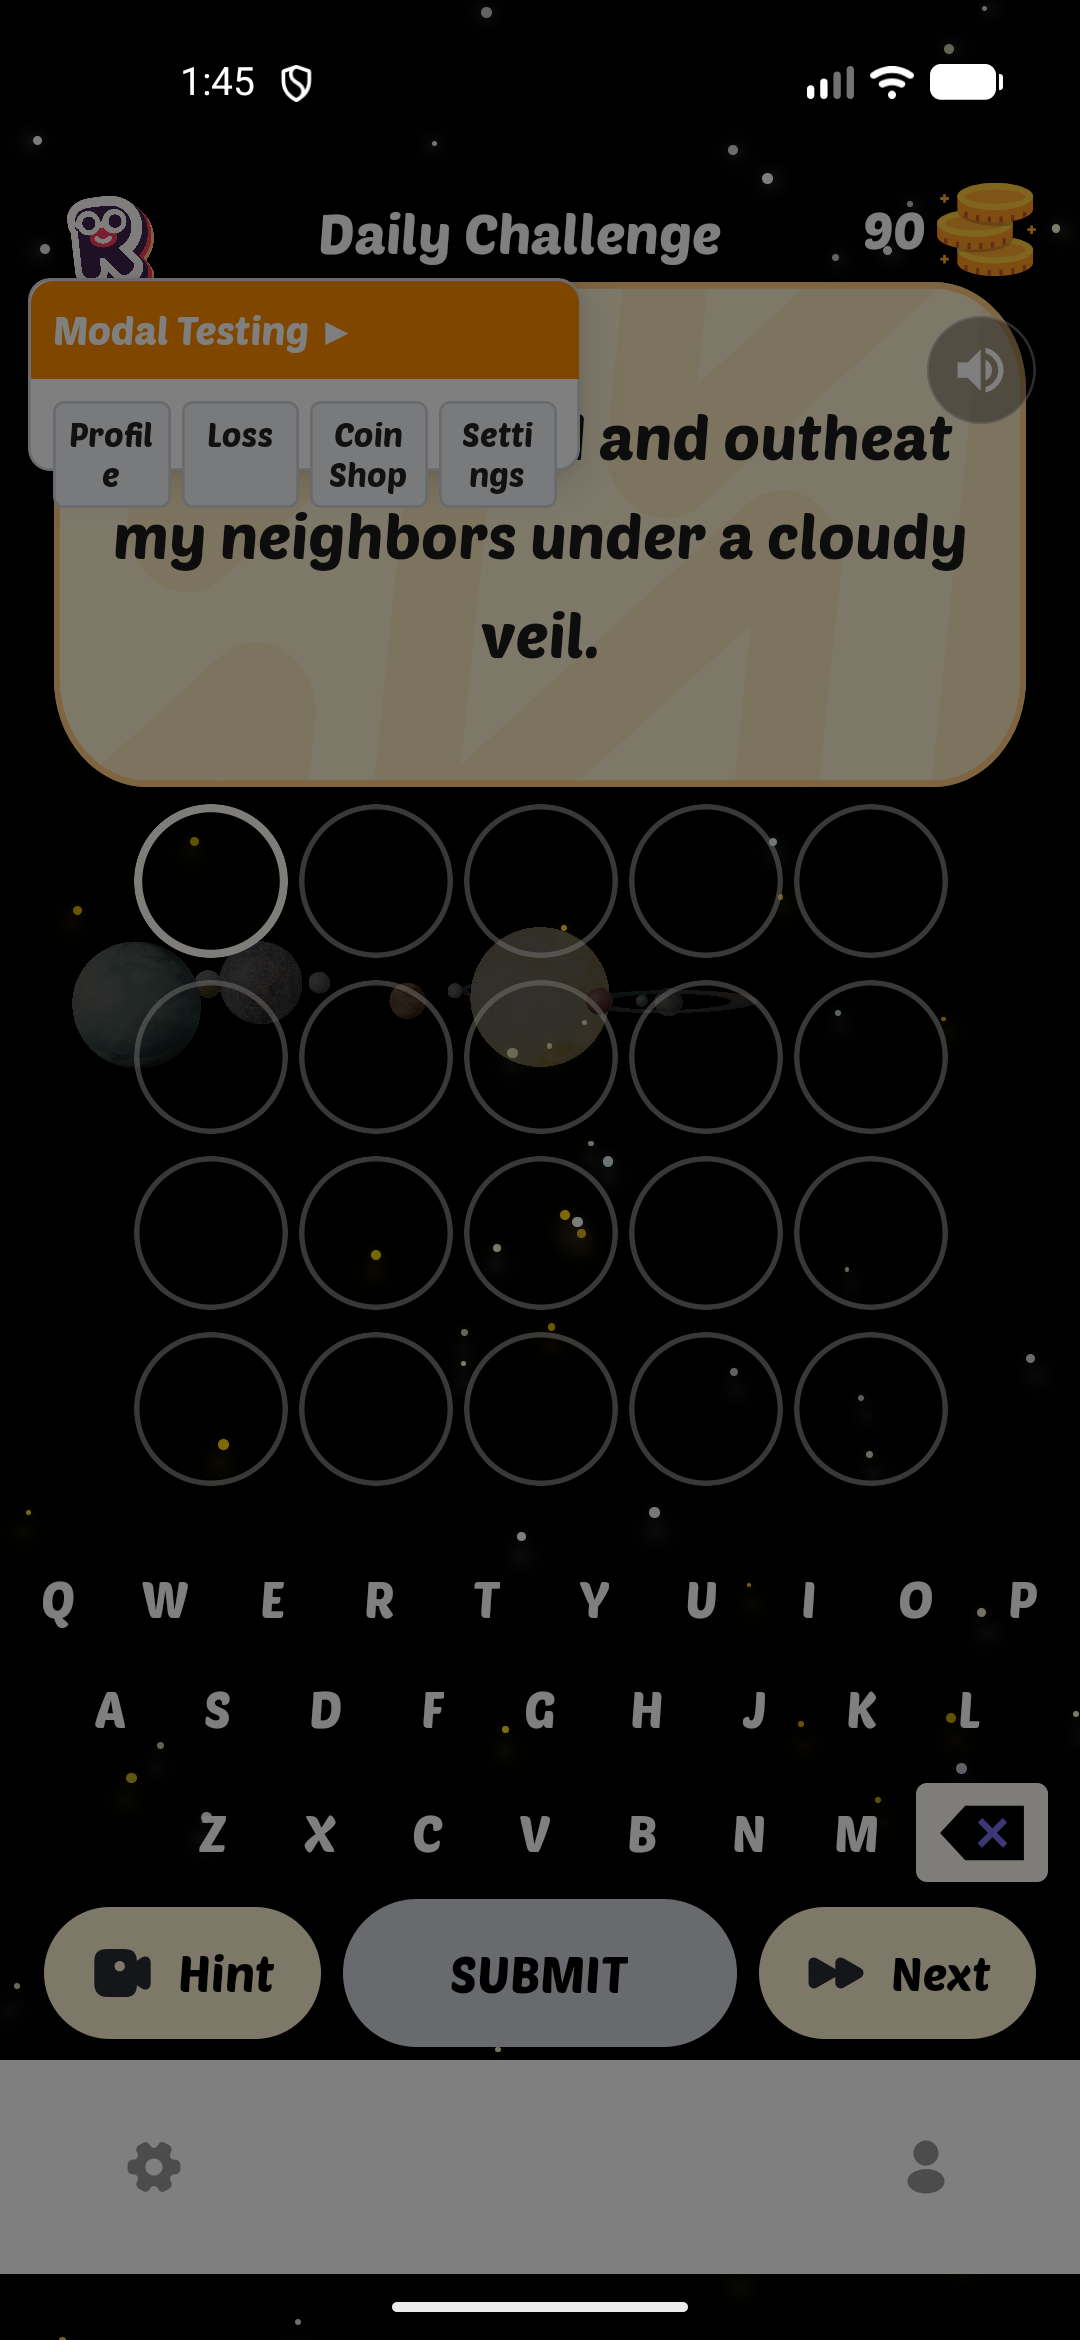 1:45
Daily Challenge
90
Modal Testing ▶
Profil
e
Loss
Coin
Shop
Setti
ngs
and outheat
my neighbors under a cloudy
veil.
Q W E R T Y U I O P
A S D F G H J K L
Z X C V B N M
Hint
SUBMIT
Next